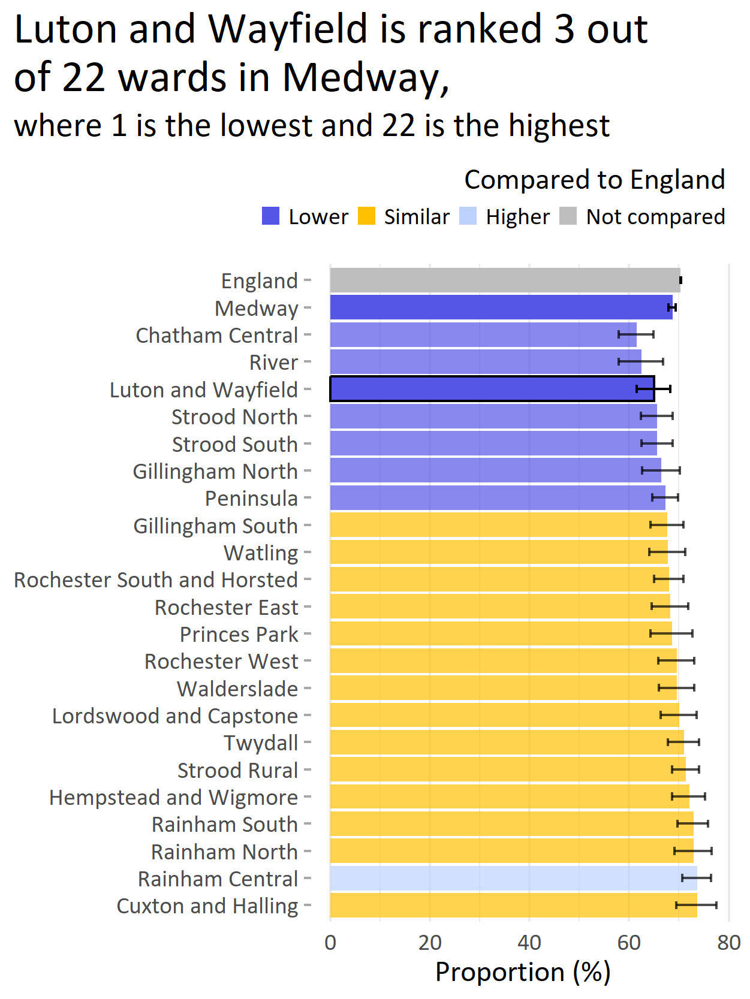 Luton and Wayfield is ranked 3 out
of 22 wards in Medway,
where 1 is the lowest and 22 is the highest
Compared to England
Lower Similar Higher Not compared
England
Medway
Chatham Central
River
Luton and Wayfield
Strood North
Strood South
Gillingham North
Peninsula
Gillingham South
Watling
Rochester South and Horsted
Rochester East
Princes Park
Rochester West
Walderslade
Lordswood and Capstone
Twydall
Strood Rural
Hempstead and Wigmore
Rainham South
Rainham North
Rainham Central
Cuxton and Halling
0 20 40 60 80
Proportion (%)